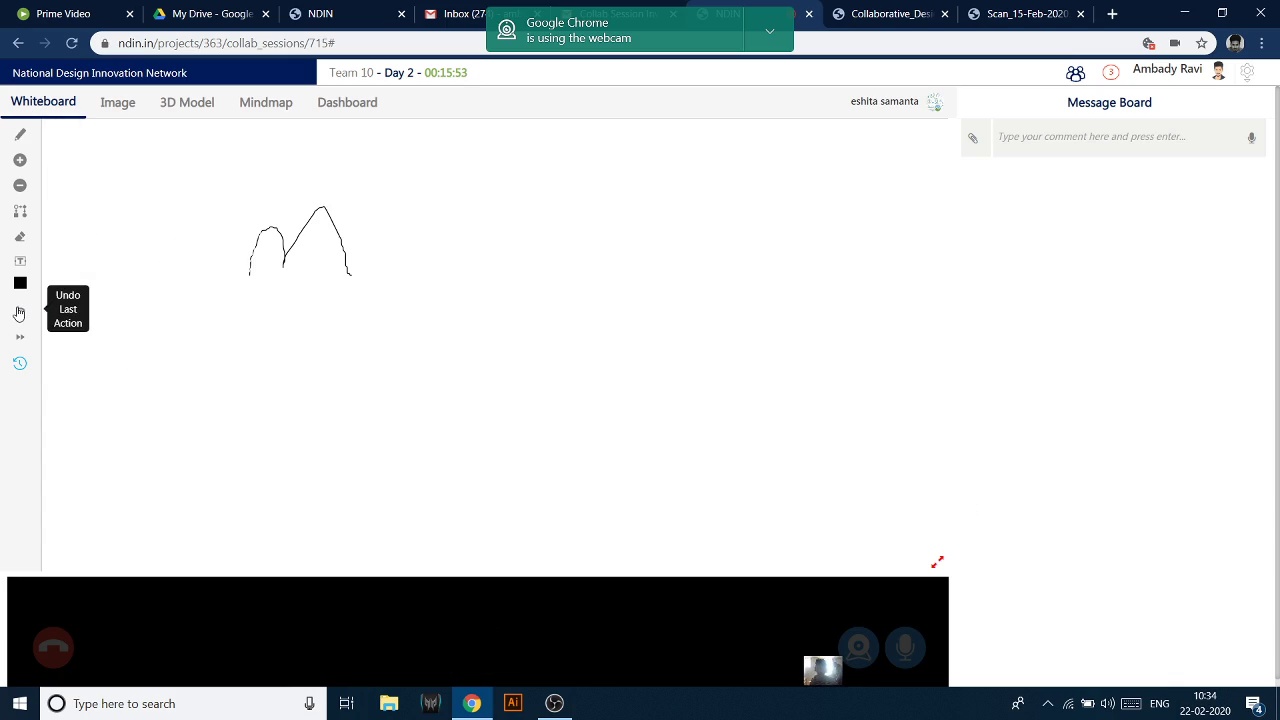 Prime Video
My Drive - Google
NDIN
Collaborative_Desi
Scan_15-Feb-2020
Google Chrome
is using the webcam
ndin.in/projects/363/collab_sessions/715#
National Design Innovation Network
Team 10 - Day 2 - 00:15:53
3
Ambady Ravi
Whiteboard
Image
3D Model
Mindmap
Dashboard
eshita samanta
Message Board
Type your comment here and press enter...
T
Undo
Last
Action
Type here to search
Ai
ENG
10:34
22-02-2020
4